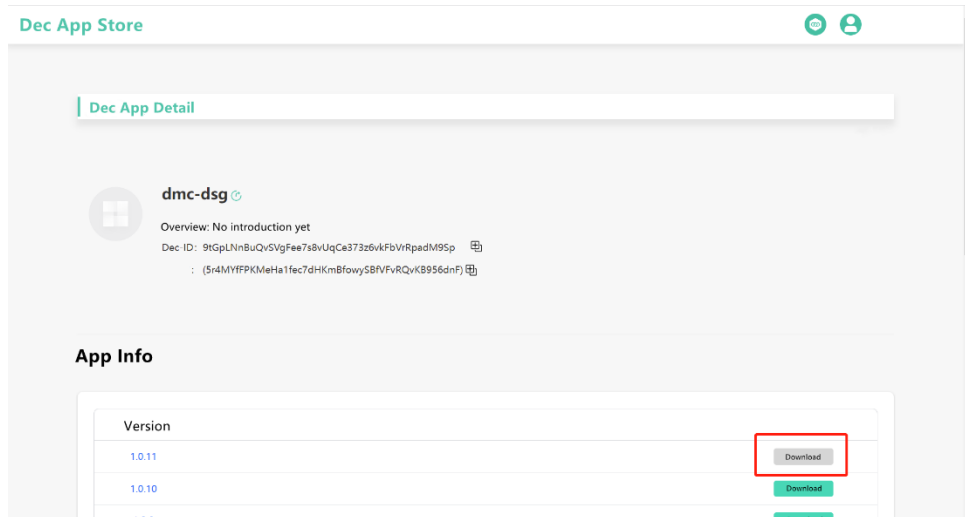 Dec App Store
Dec App Detail
dmc-dsg
Overview: No introduction yet
Dec-ID: 9tGpLNnBuQvSVgFee7s8vUqCe373z6vkFbVrRpadM9Sp
: (5r4MYfFPKMeHa1fec7dHKmBfowySBfVFvRQvKB956dnF)
App Info
Version
1.0.11 Download
1.0.10 Download